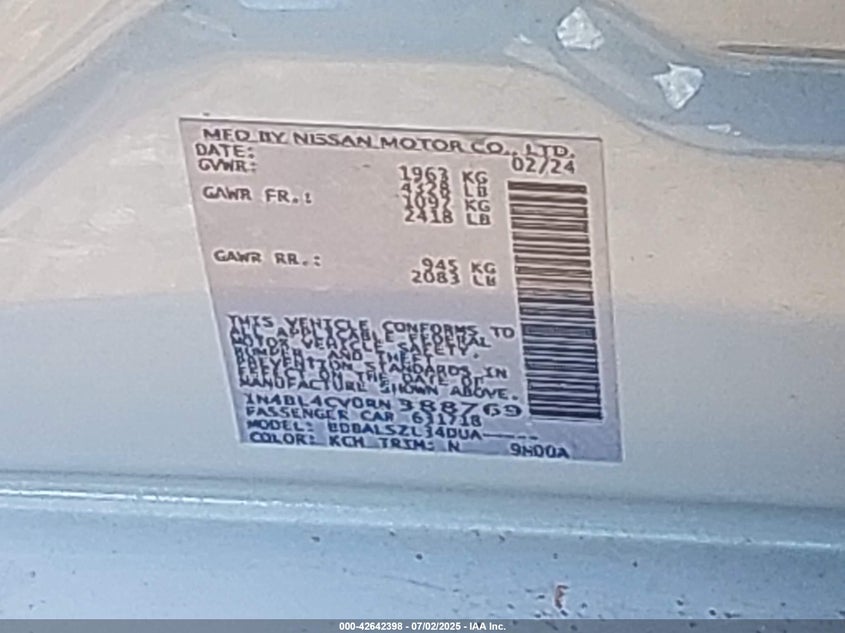 MFD BY NISSAN MOTOR CO., LTD.
DATE: 02/24
GVWR: 1963 KG
4328 LB
GAWR FR.: 1097 KG
2418 LB
GAWR RR.: 945 KG
2083 LB
THIS VEHICLE CONFORMS TO
ALL APPLICABLE FEDERAL
MOTOR VEHICLE SAFETY,
BUMPER, AND THEFT
PREVENTION STANDARDS IN
EFFECT ON THE DATE OF
MANUFACTURE SHOWN ABOVE.
PASSENGER CAR 631718
MODEL:
COLOR: KCH TRIM: N
000-42642398 - 07/02/2025 - IAA Inc.